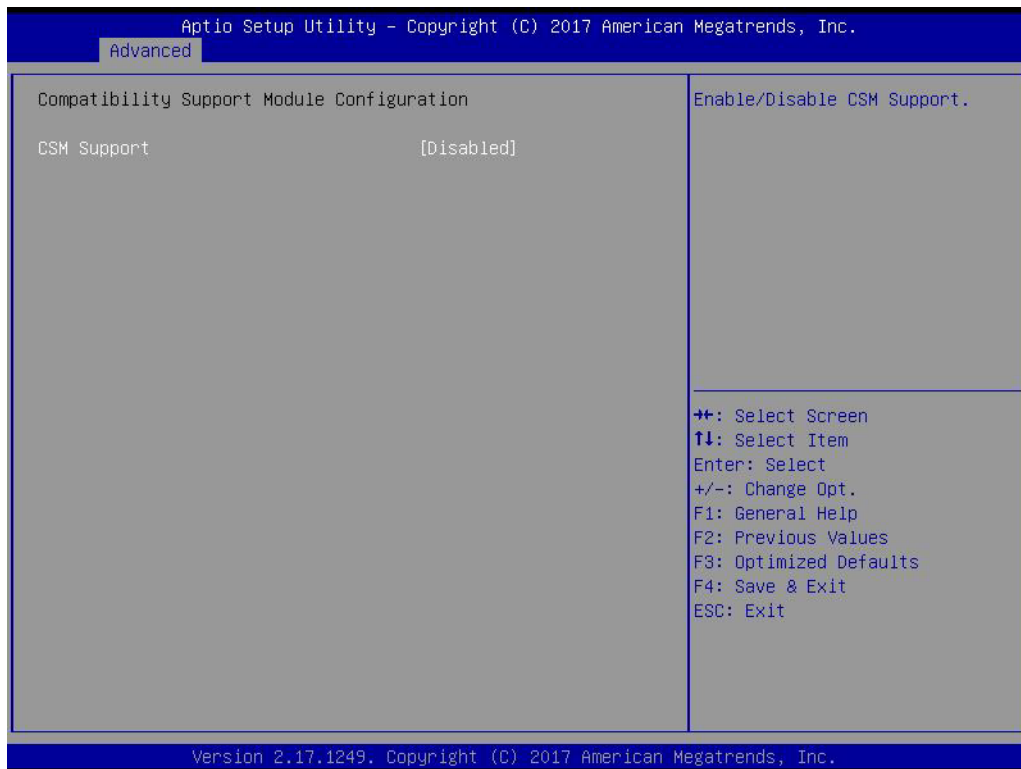 Aptio Setup Utility – Copyright (C) 2017 American Megatrends, Inc.
Advanced
Compatibility Support Module Configuration
CSM Support [Disabled]
Enable/Disable CSM Support.
→←: Select Screen
↑↓: Select Item
Enter: Select
+/-: Change Opt.
F1: General Help
F2: Previous Values
F3: Optimized Defaults
F4: Save & Exit
ESC: Exit
Version 2.17.1249. Copyright (C) 2017 American Megatrends, Inc.